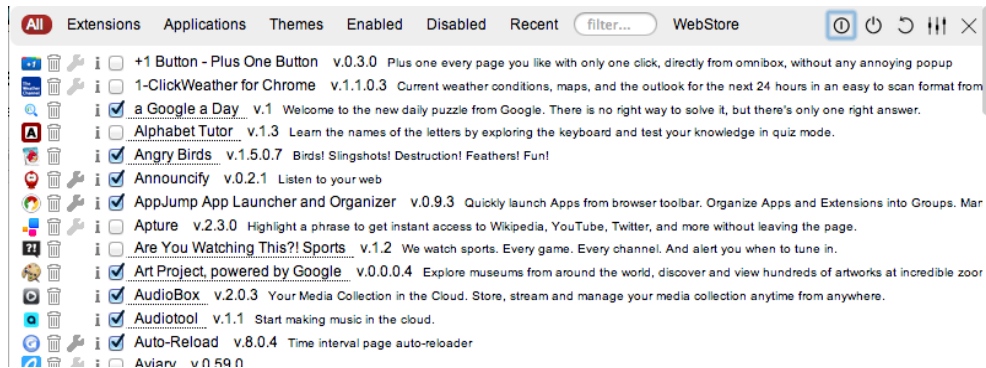 All Extensions Applications Themes Enabled Disabled Recent filter... WebStore
+1 +1 Button - Plus One Button v.0.3.0 Plus one every page you like with only one click, directly from omnibox, without any annoying popup
i 1-ClickWeather for Chrome v.1.1.0.3 Current weather conditions, maps, and the outlook for the next 24 hours in an easy to scan format from
i a Google a Day v.1 Welcome to the new daily puzzle from Google. There is no right way to solve it, but there's only one right answer.
A i Alphabet Tutor v.1.3 Learn the names of the letters by exploring the keyboard and test your knowledge in quiz mode.
i Angry Birds v.1.5.0.7 Birds! Slingshots! Destruction! Feathers! Fun!
i Announcify v.0.2.1 Listen to your web
i AppJump App Launcher and Organizer v.0.9.3 Quickly launch Apps from browser toolbar. Organize Apps and Extensions into Groups. Mar
i Apture v.2.3.0 Highlight a phrase to get instant access to Wikipedia, YouTube, Twitter, and more without leaving the page.
?! i Are You Watching This?! Sports v.1.2 We watch sports. Every game. Every channel. And alert you when to tune in.
i Art Project, powered by Google v.0.0.0.4 Explore museums from around the world, discover and view hundreds of artworks at incredible zoor
i AudioBox v.2.0.3 Your Media Collection in the Cloud. Store, stream and manage your media collection anytime from anywhere.
a i Audiotool v.1.1 Start making music in the cloud.
i Auto-Reload v.8.0.4 Time interval page auto-reloader
i Aviary v.0.59.0